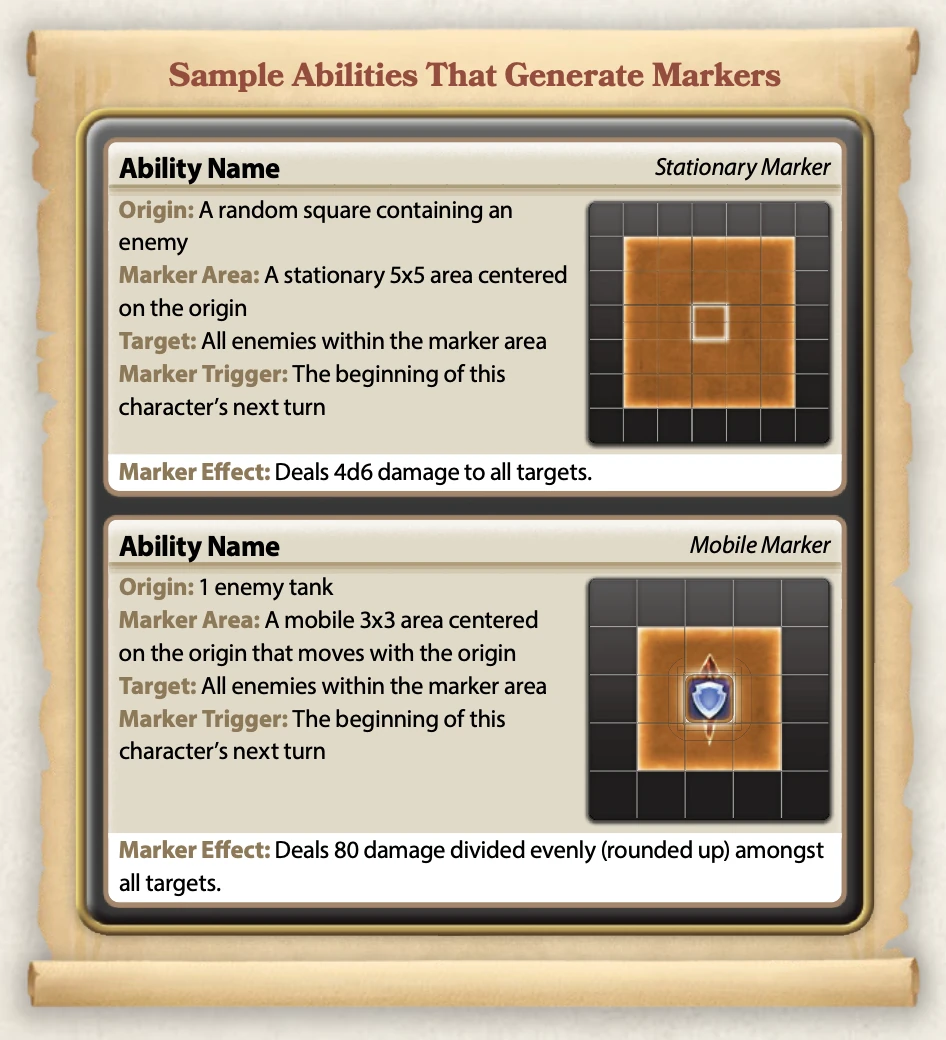 Sample Abilities That Generate Markers
Ability Name
Stationary Marker
Origin: A random square containing an
enemy
Marker Area: A stationary 5x5 area centered
on the origin
Target: All enemies within the marker area
Marker Trigger: The beginning of this
character’s next turn
Marker Effect: Deals 4d6 damage to all targets.
Ability Name
Mobile Marker
Origin: 1 enemy tank
Marker Area: A mobile 3x3 area centered
on the origin that moves with the origin
Target: All enemies within the marker area
Marker Trigger: The beginning of this
character’s next turn
Marker Effect: Deals 80 damage divided evenly (rounded up) amongst
all targets.